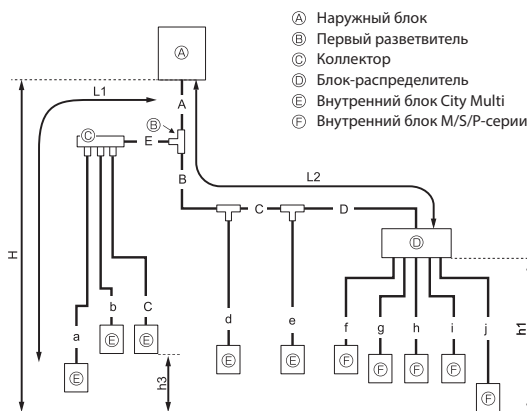 Ⓐ Наружный блок
Ⓑ Первый разветвитель
Ⓒ Коллектор
Ⓓ Блок-распределитель
Ⓔ Внутренний блок City Multi
Ⓕ Внутренний блок M/S/P-серии
Ⓐ
L1
A
Ⓑ
Ⓒ
E
B
L2
C
D
Ⓓ
H
a
b
C
d
e
f
g
h
i
j
h1
Ⓔ
Ⓔ
Ⓔ
Ⓔ
Ⓔ
Ⓕ
Ⓕ
Ⓕ
Ⓕ
Ⓕ
h3